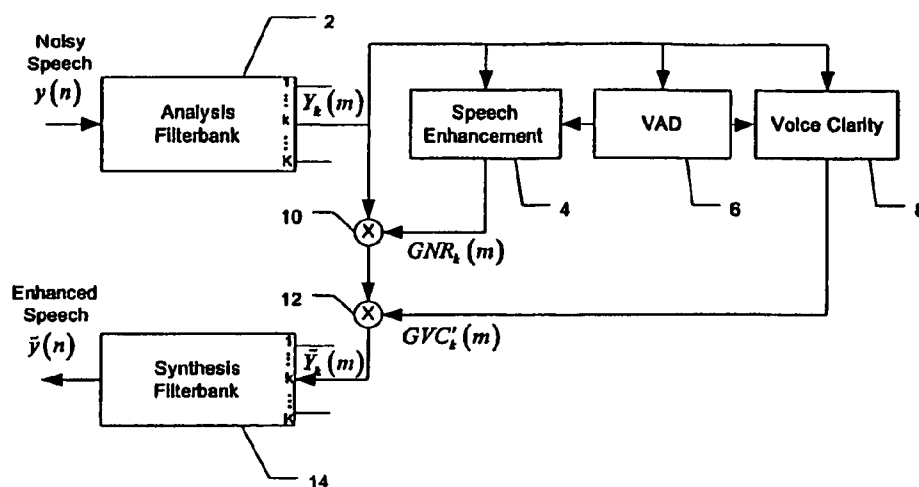 2
Noisy
Speech
y(n)
Analysis
Filterbank
1
⋮
k
⋮
K
Y_k(m)
Speech
Enhancement
VAD
Voice Clarity
4
6
8
10
X
GNR_k(m)
12
X
GVC'_k(m)
Enhanced
Speech
ỹ(n)
Synthesis
Filterbank
1
⋮
k
⋮
K
Ỹ_k(m)
14